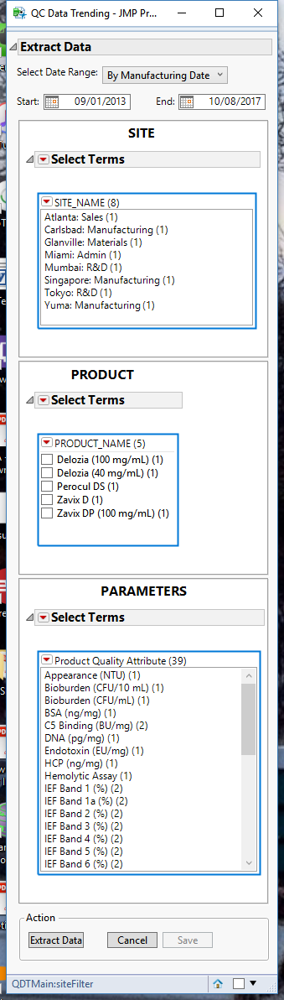 QC Data Trending - JMP Pr...
Extract Data
Select Date Range: By Manufacturing Date
Start: 09/01/2013 End: 10/08/2017
SITE
Select Terms
SITE_NAME (8)
Atlanta: Sales (1)
Carlsbad: Manufacturing (1)
Glanville: Materials (1)
Miami: Admin (1)
Mumbai: R&D (1)
Singapore: Manufacturing (1)
Tokyo: R&D (1)
Yuma: Manufacturing (1)
PRODUCT
Select Terms
PRODUCT_NAME (5)
Delozia (100 mg/mL) (1)
Delozia (40 mg/mL) (1)
Perocul DS (1)
Zavix D (1)
Zavix DP (100 mg/mL) (1)
PARAMETERS
Select Terms
Product Quality Attribute (39)
Appearance (NTU) (1)
Bioburden (CFU/10 mL) (1)
Bioburden (CFU/mL) (1)
BSA (ng/mg) (1)
C5 Binding (BU/mg) (2)
DNA (pg/mg) (1)
Endotoxin (EU/mg) (1)
HCP (ng/mg) (1)
Hemolytic Assay (1)
IEF Band 1 (%) (2)
IEF Band 1a (%) (2)
IEF Band 2 (%) (2)
IEF Band 3 (%) (2)
IEF Band 4 (%) (2)
IEF Band 5 (%) (2)
IEF Band 6 (%) (2)
Action
Extract Data Cancel Save
QDTMain:siteFilter